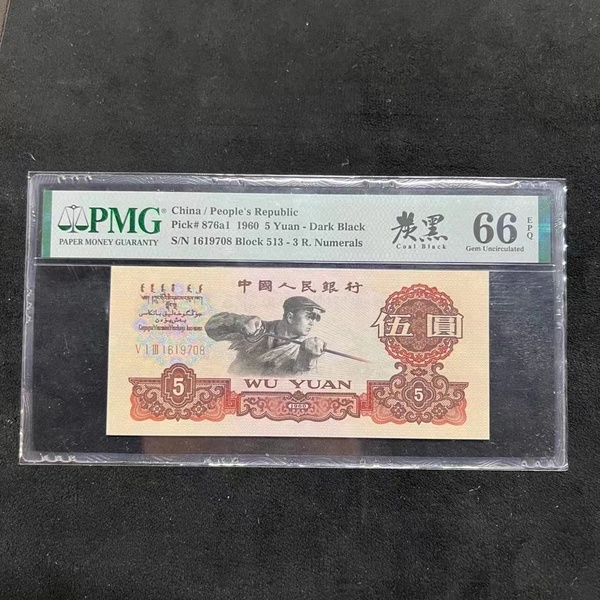 PMG
PAPER MONEY GUARANTY
China / People's Republic
Pick# 876a1 1960 5 Yuan - Dark Black
S/N 1619708 Block 513 - 3 R. Numerals
炭黑
Coal Black
66 EPQ
Gem Uncirculated
中國人民銀行
VIIII 1619708
伍圓
WU YUAN
5
1960
5